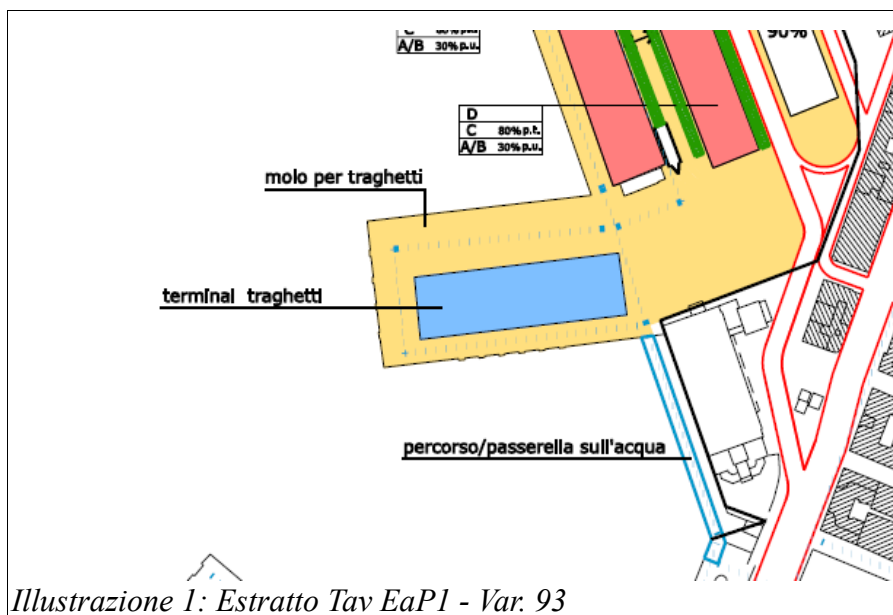 C 80% p.t.
A/B 30% p.u.
90%
D
C 80% p.t.
A/B 30% p.u.
molo per traghetti
terminal traghetti
percorso/passerella sull'acqua
Illustrazione 1: Estratto Tav EaP1 - Var. 93